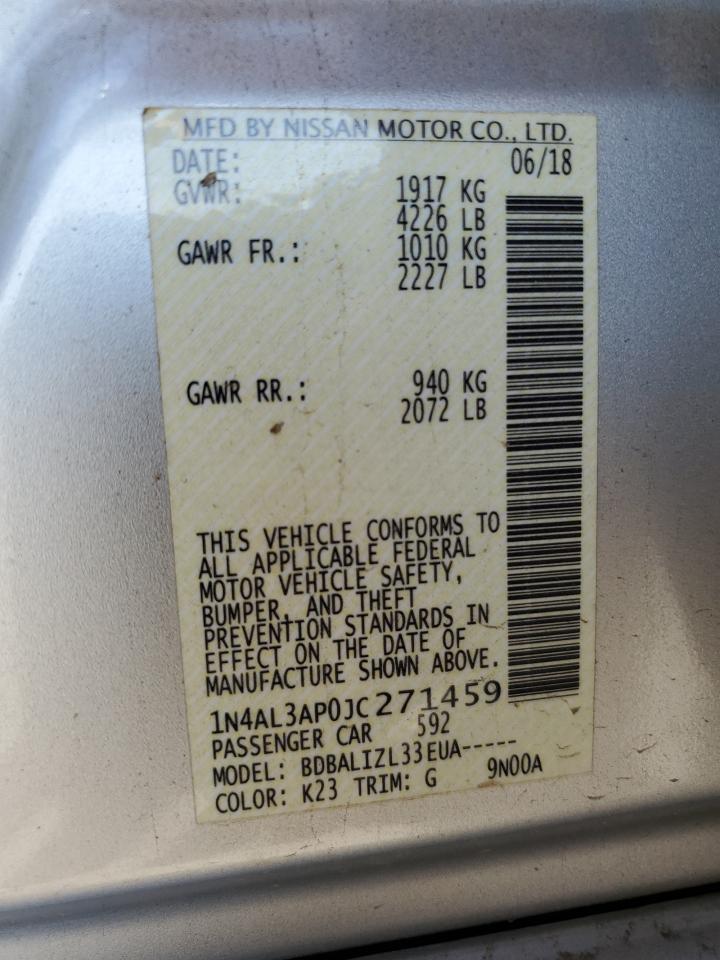 MFD BY NISSAN MOTOR CO., LTD.
DATE: 06/18
GVWR: 1917 KG
4226 LB
GAWR FR.: 1010 KG
2227 LB
GAWR RR.: 940 KG
2072 LB
THIS VEHICLE CONFORMS TO
ALL APPLICABLE FEDERAL
MOTOR VEHICLE SAFETY,
BUMPER, AND THEFT
PREVENTION STANDARDS IN
EFFECT ON THE DATE OF
MANUFACTURE SHOWN ABOVE.
1N4AL3AP0JC271459
PASSENGER CAR 592
MODEL: BDBALIZL33EUA-----
COLOR: K23 TRIM: G 9N00A